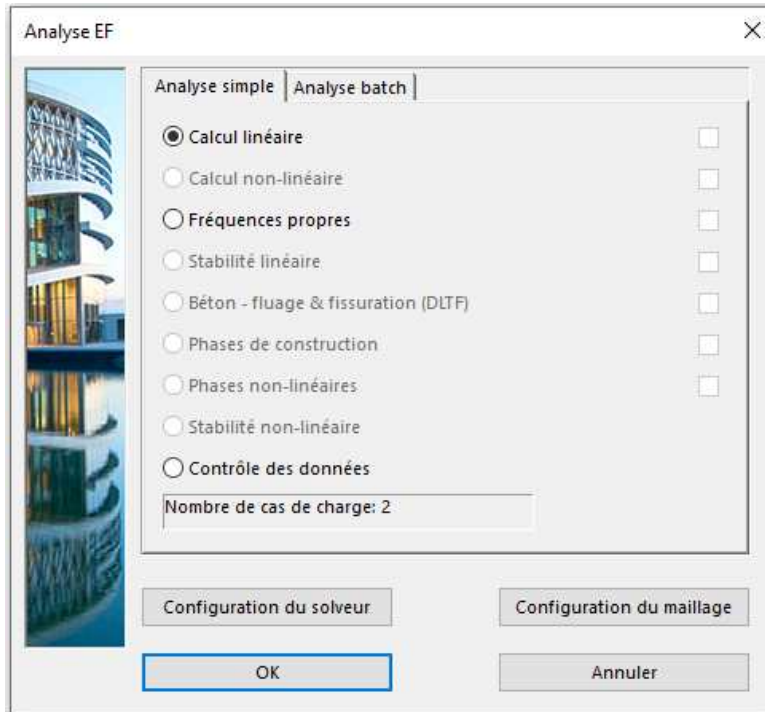 Analyse EF
Analyse simple
Analyse batch
Calcul linéaire
Calcul non-linéaire
Fréquences propres
Stabilité linéaire
Béton - fluage & fissuration (DLTF)
Phases de construction
Phases non-linéaires
Stabilité non-linéaire
Contrôle des données
Nombre de cas de charge: 2
Configuration du solveur
Configuration du maillage
OK
Annuler